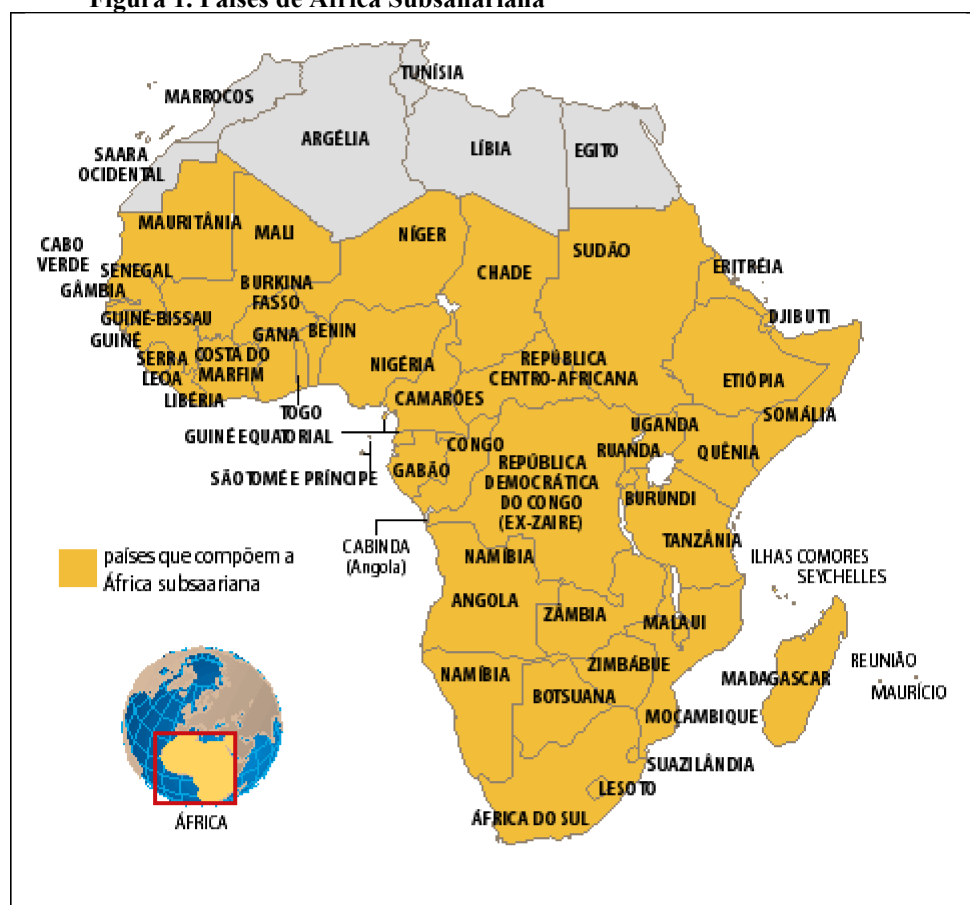 Figura 1. Países de África Subsaariana
TUNÍSIA
MARROCOS
ARGÉLIA
LÍBIA
EGITO
SAARA
OCIDENTAL
MAURITÂNIA
MALI
NÍGER
SUDÃO
CABO
VERDE
CHADE
ERITRÉIA
SENEGAL
GÂMBIA
BURKINA
FASSO
DJIBUTI
GUINÉ-BISSAU
GUINÉ
GANA
BENIN
SERRA
LEOA
COSTA DO
MARFIM
NIGÉRIA
REPÚBLICA
CENTRO-AFRICANA
ETIÓPIA
LIBÉRIA
TOGO
CAMARÕES
SOMÁLIA
GUINÉ EQUATORIAL
UGANDA
CONGO
RUANDA
QUÊNIA
SÃO TOMÉ E PRÍNCIPE
GABÃO
REPÚBLICA
DEMOCRÁTICA
DO CONGO
(EX-ZAIRE)
BURUNDI
CABINDA
(Angola)
TANZÂNIA
NAMÍBIA
ILHAS COMORES
SEYCHELLES
países que compõem a
África subsaariana
ANGOLA
ZÂMBIA
MALAUI
NAMÍBIA
ZIMBÁBUE
BOTSUANA
MADAGASCAR
REUNIÃO
MAURÍCIO
MOÇAMBIQUE
SUAZILÂNDIA
LESOTO
ÁFRICA DO SUL
ÁFRICA